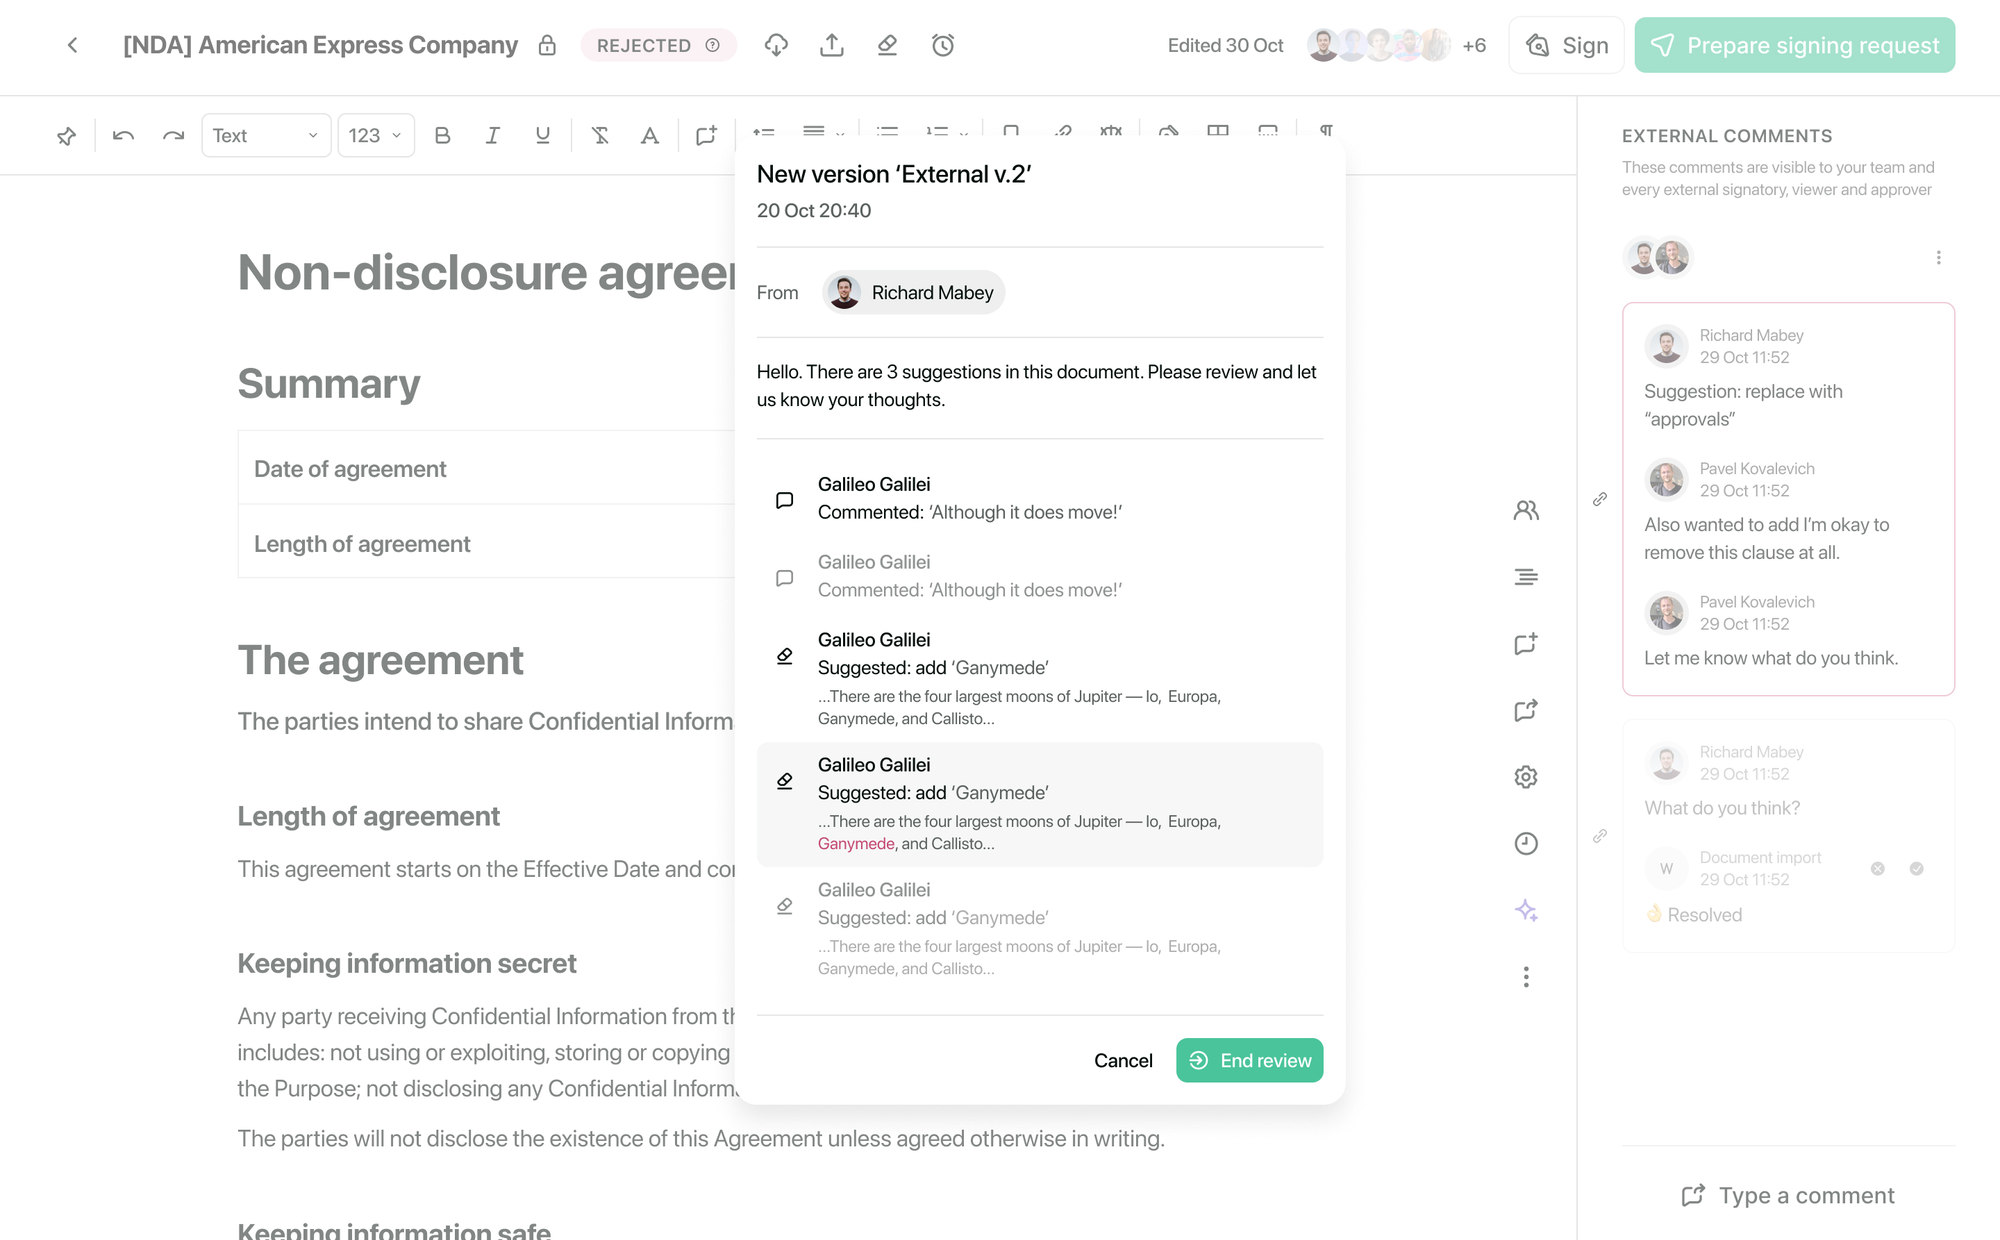 [NDA] American Express Company
REJECTED
Edited 30 Oct
+6
Sign
Prepare signing request
Text
123
New version ‘External v.2’
20 Oct 20:40
From
Richard Mabey
Hello. There are 3 suggestions in this document. Please review and let
us know your thoughts.
Galileo Galilei
Commented: ‘Although it does move!’
Galileo Galilei
Commented: ‘Although it does move!’
Galileo Galilei
Suggested: add ‘Ganymede’
...There are the four largest moons of Jupiter — Io, Europa,
Ganymede, and Callisto...
Galileo Galilei
Suggested: add ‘Ganymede’
...There are the four largest moons of Jupiter — Io, Europa,
Ganymede, and Callisto...
Galileo Galilei
Suggested: add ‘Ganymede’
...There are the four largest moons of Jupiter — Io, Europa,
Ganymede, and Callisto...
Cancel
End review
Non-disclosure agree
Summary
Date of agreement
Length of agreement
The agreement
The parties intend to share Confidential Inform
Length of agreement
This agreement starts on the Effective Date and co
Keeping information secret
Any party receiving Confidential Information from th
includes: not using or exploiting, storing or copying
the Purpose; not disclosing any Confidential Inform
The parties will not disclose the existence of this Agreement unless agreed otherwise in writing.
Keeping information safe
EXTERNAL COMMENTS
These comments are visible to your team and
every external signatory, viewer and approver
Richard Mabey
29 Oct 11:52
Suggestion: replace with
“approvals”
Pavel Kovalevich
29 Oct 11:52
Also wanted to add I’m okay to
remove this clause at all.
Pavel Kovalevich
29 Oct 11:52
Let me know what do you think.
Richard Mabey
29 Oct 11:52
What do you think?
W
Document import
29 Oct 11:52
👌 Resolved
Type a comment